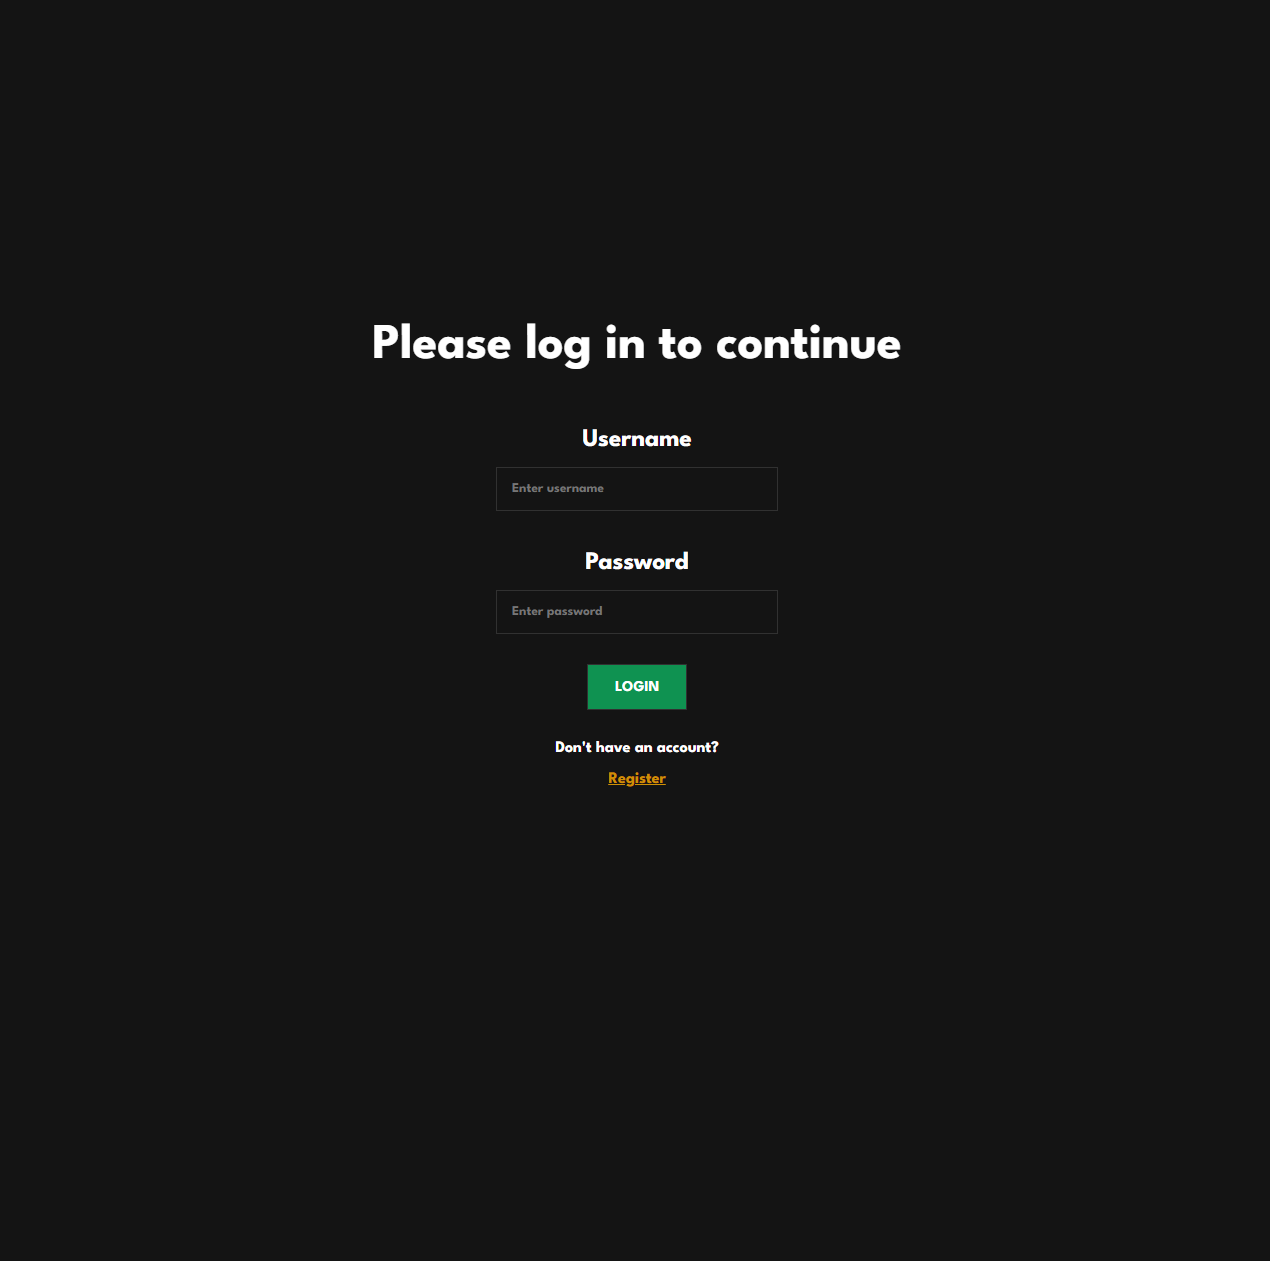 Please log in to continue
Username
Enter username
Password
Enter password
LOGIN
Don't have an account?
Register